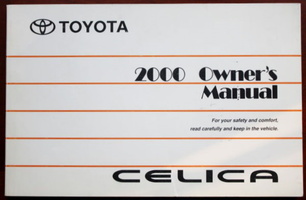 TOYOTA
2000 Owner's
Manual
For your safety and comfort,
read carefully and keep in the vehicle.
CELICA